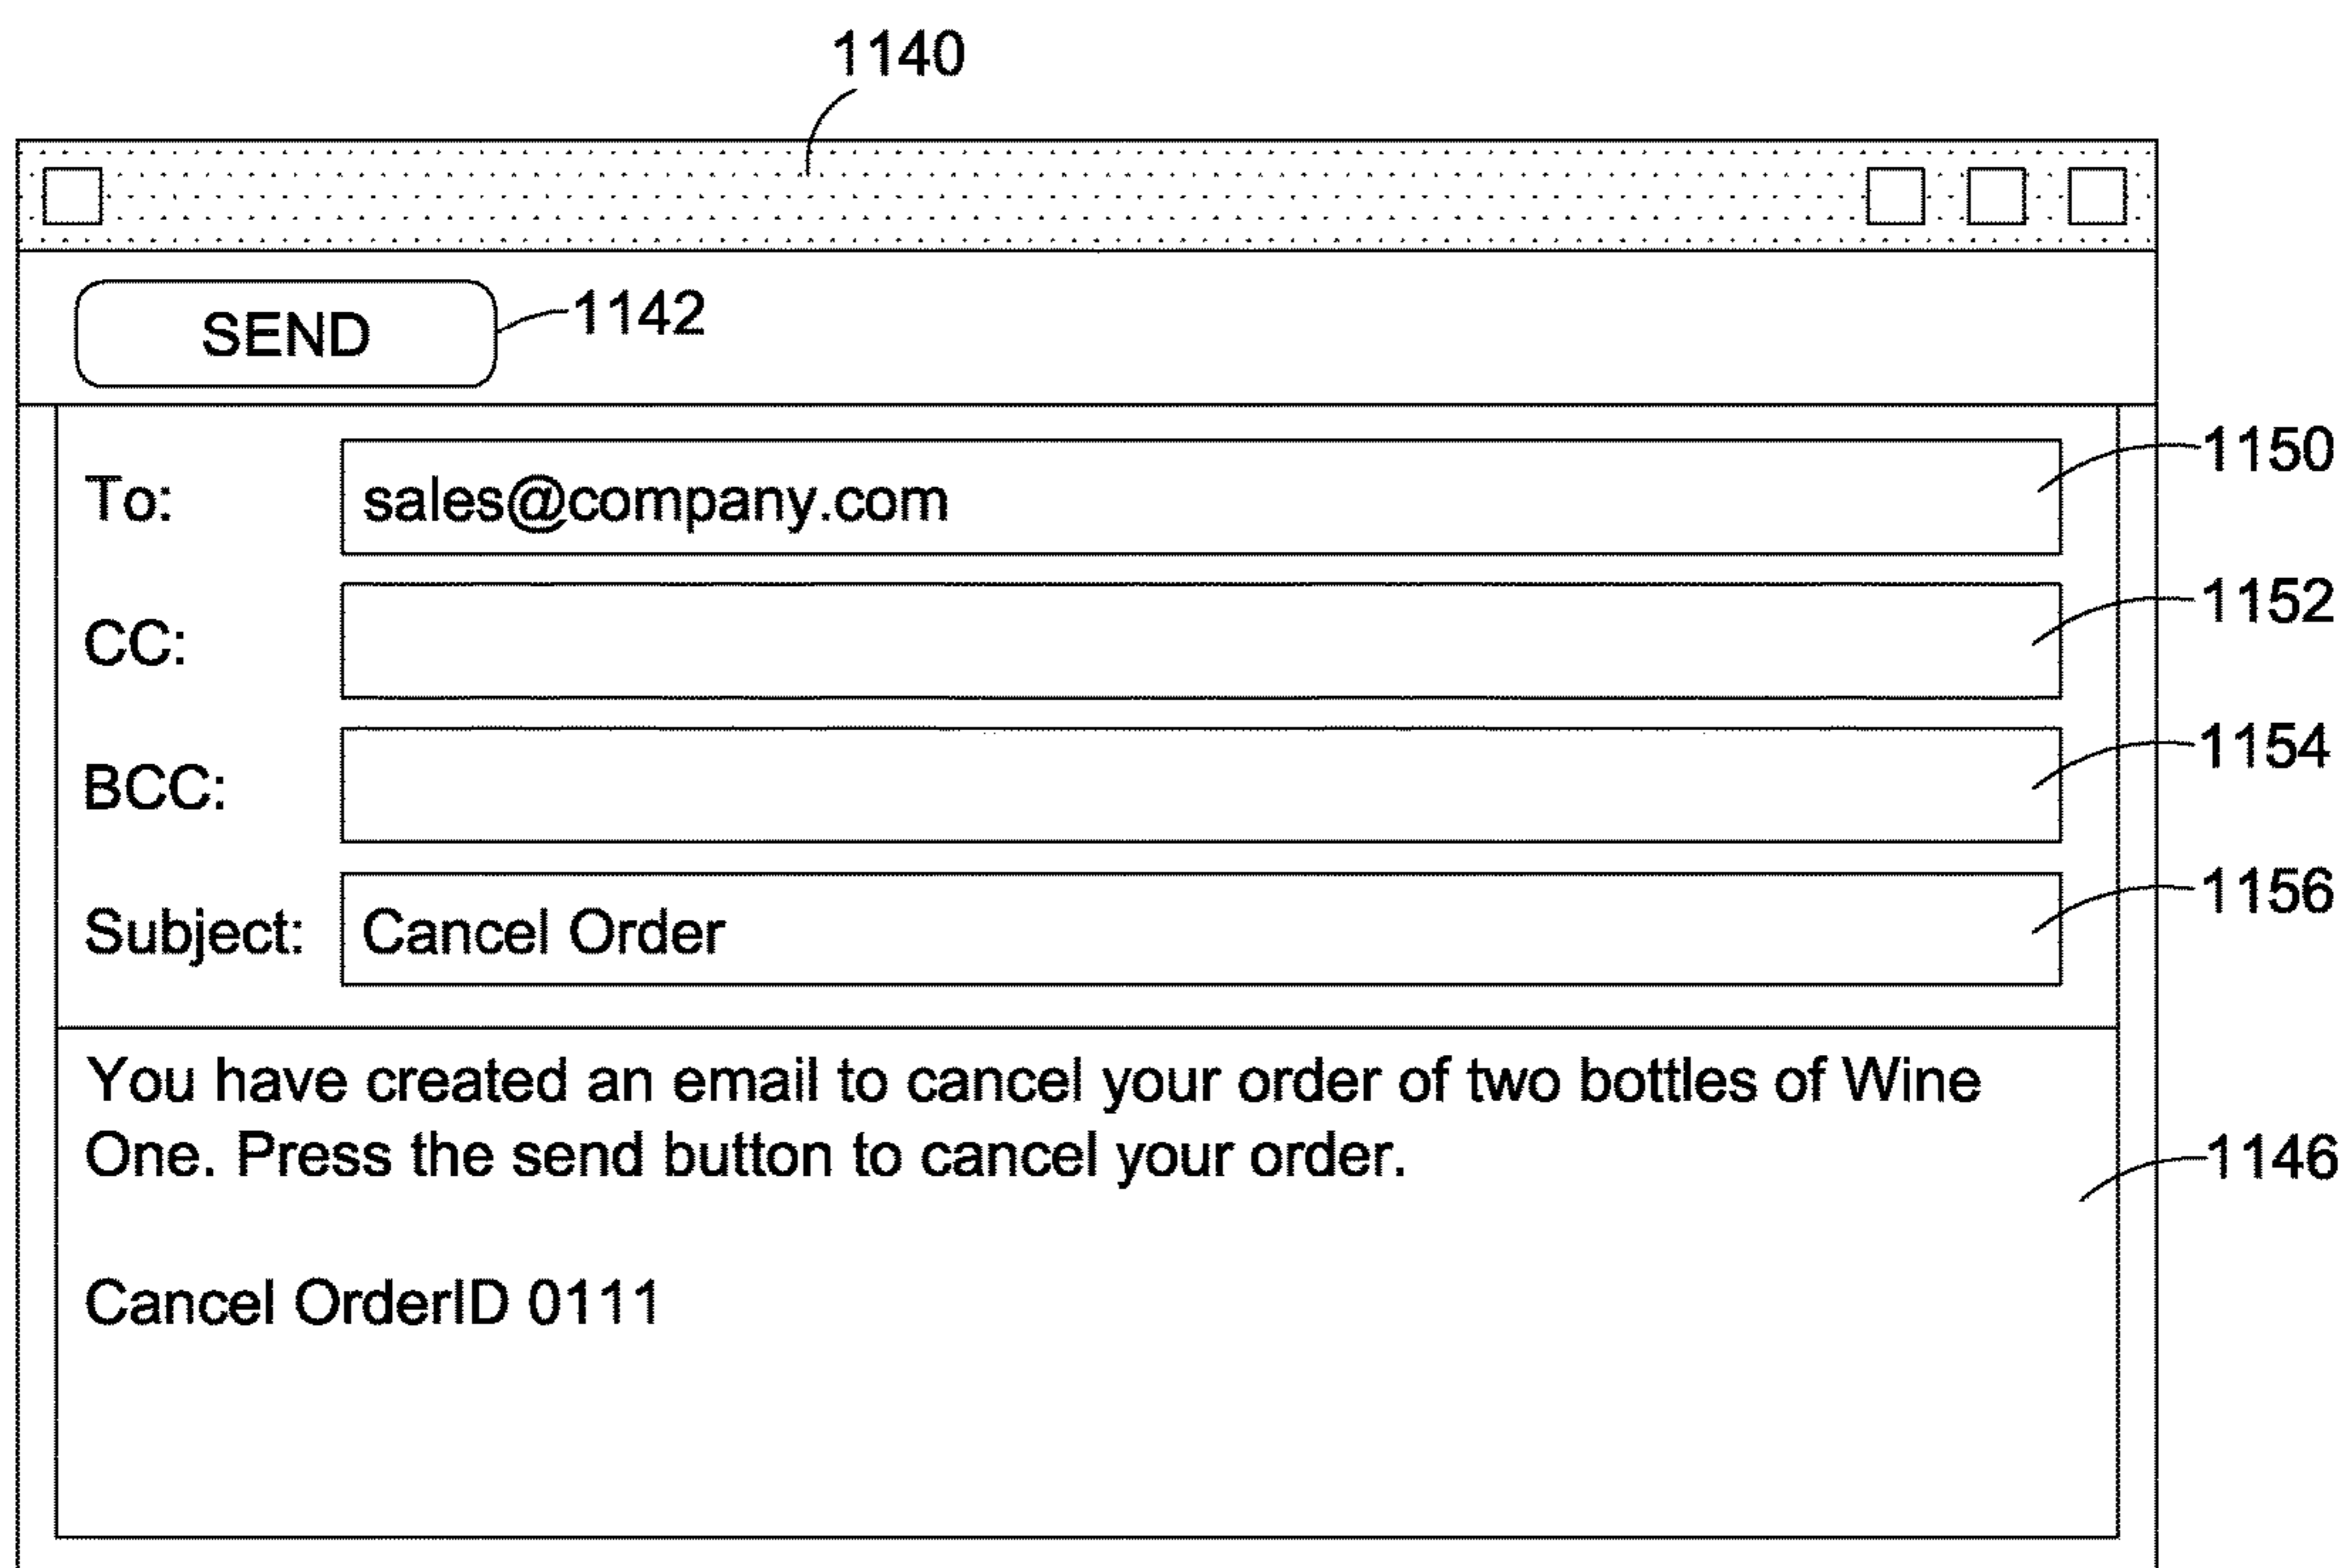 1140
SEND 1142
To: sales@company.com 1150
CC: 1152
BCC: 1154
Subject: Cancel Order 1156
You have created an email to cancel your order of two bottles of Wine
One. Press the send button to cancel your order.
1146
Cancel OrderID 0111